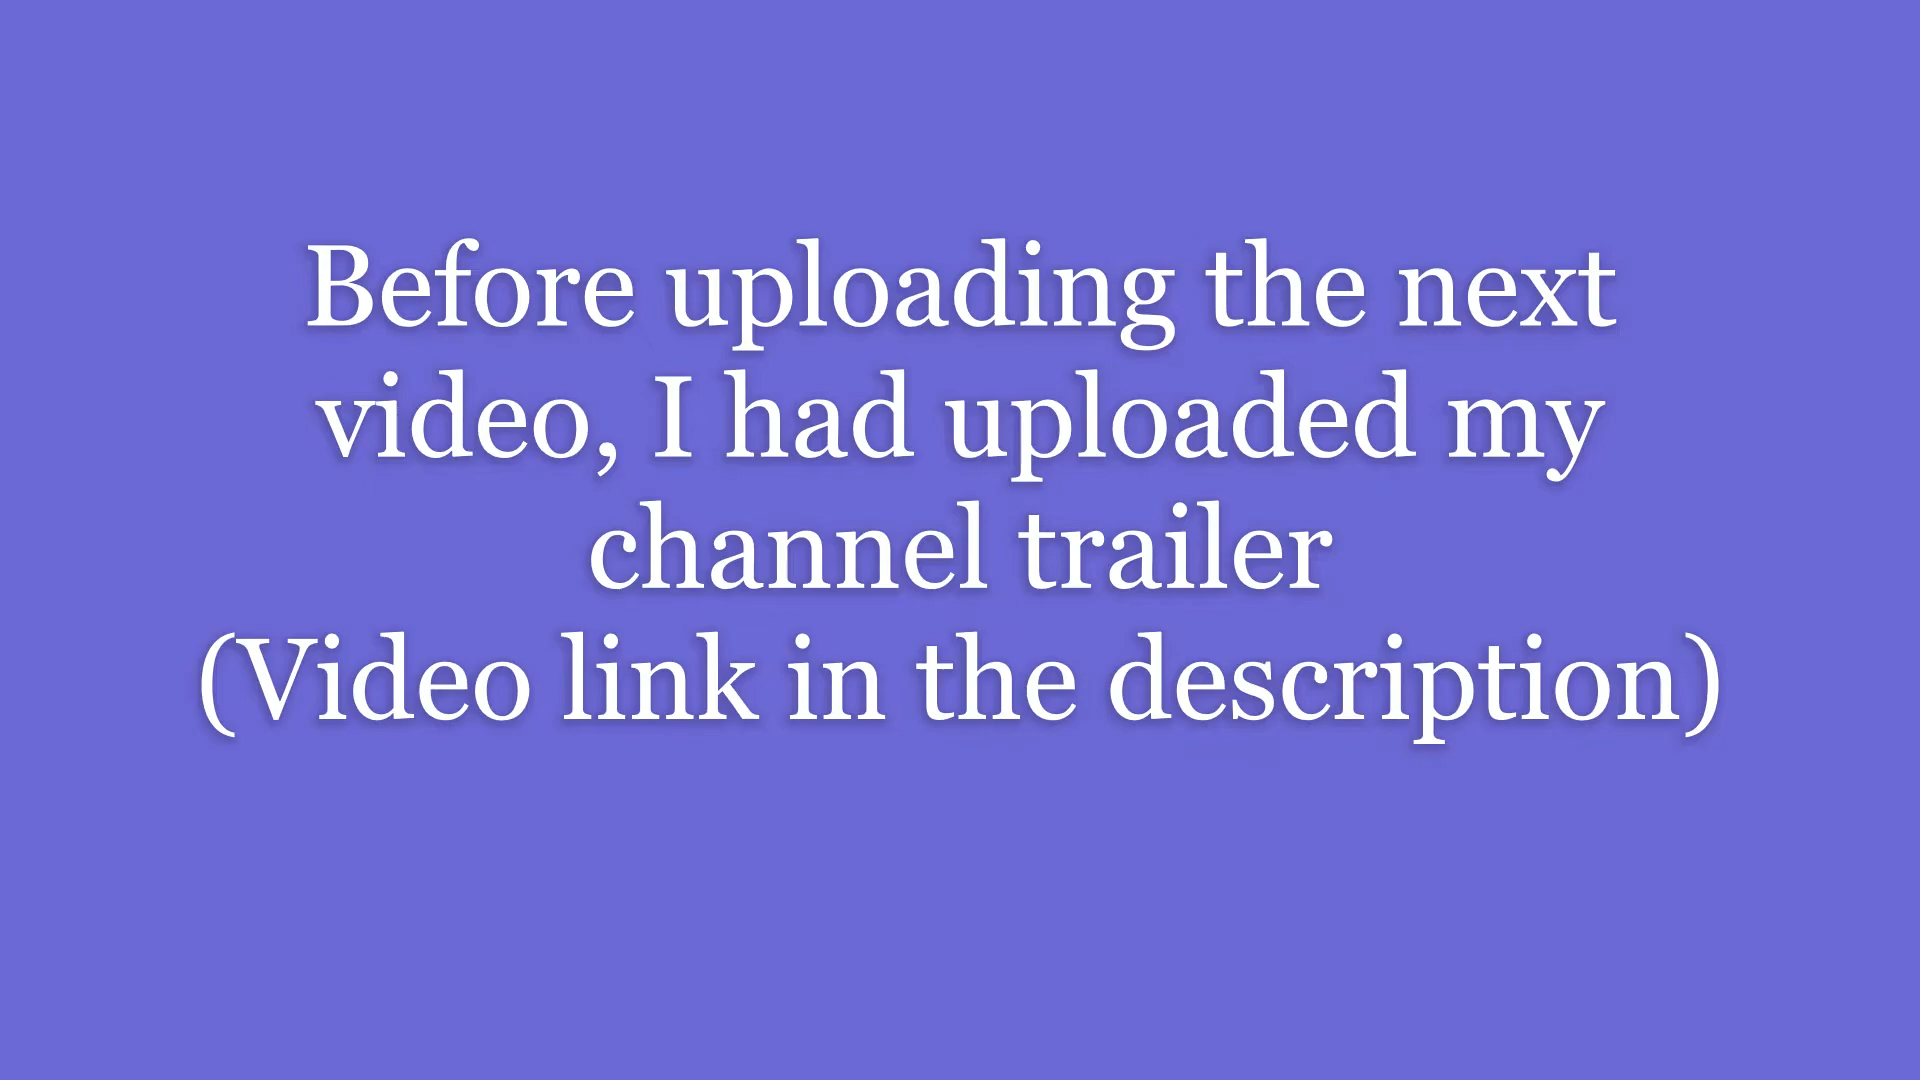 Before uploading the next
video, I had uploaded my
channel trailer
(Video link in the description)